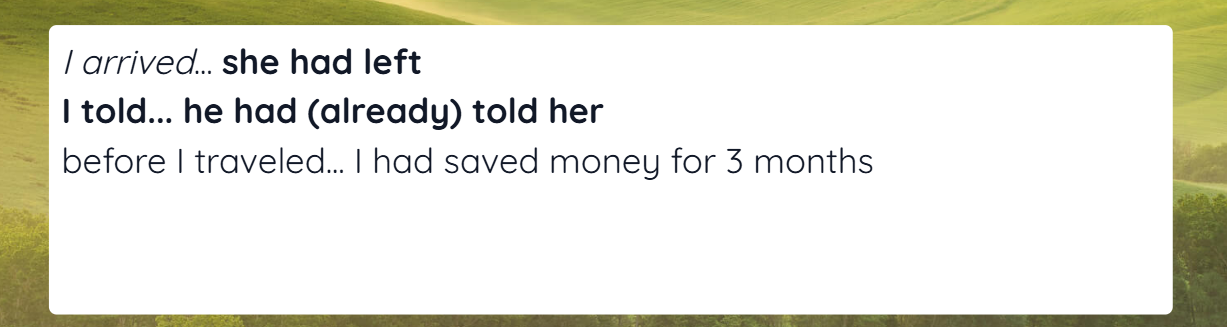 I arrived... she had left
I told... he had (already) told her
before I traveled... I had saved money for 3 months